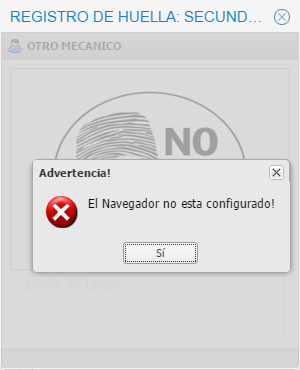 REGISTRO DE HUELLA: SECUND...
OTRO MECANICO
NO
Advertencia!
El Navegador no esta configurado!
Sí
Estado del lector...